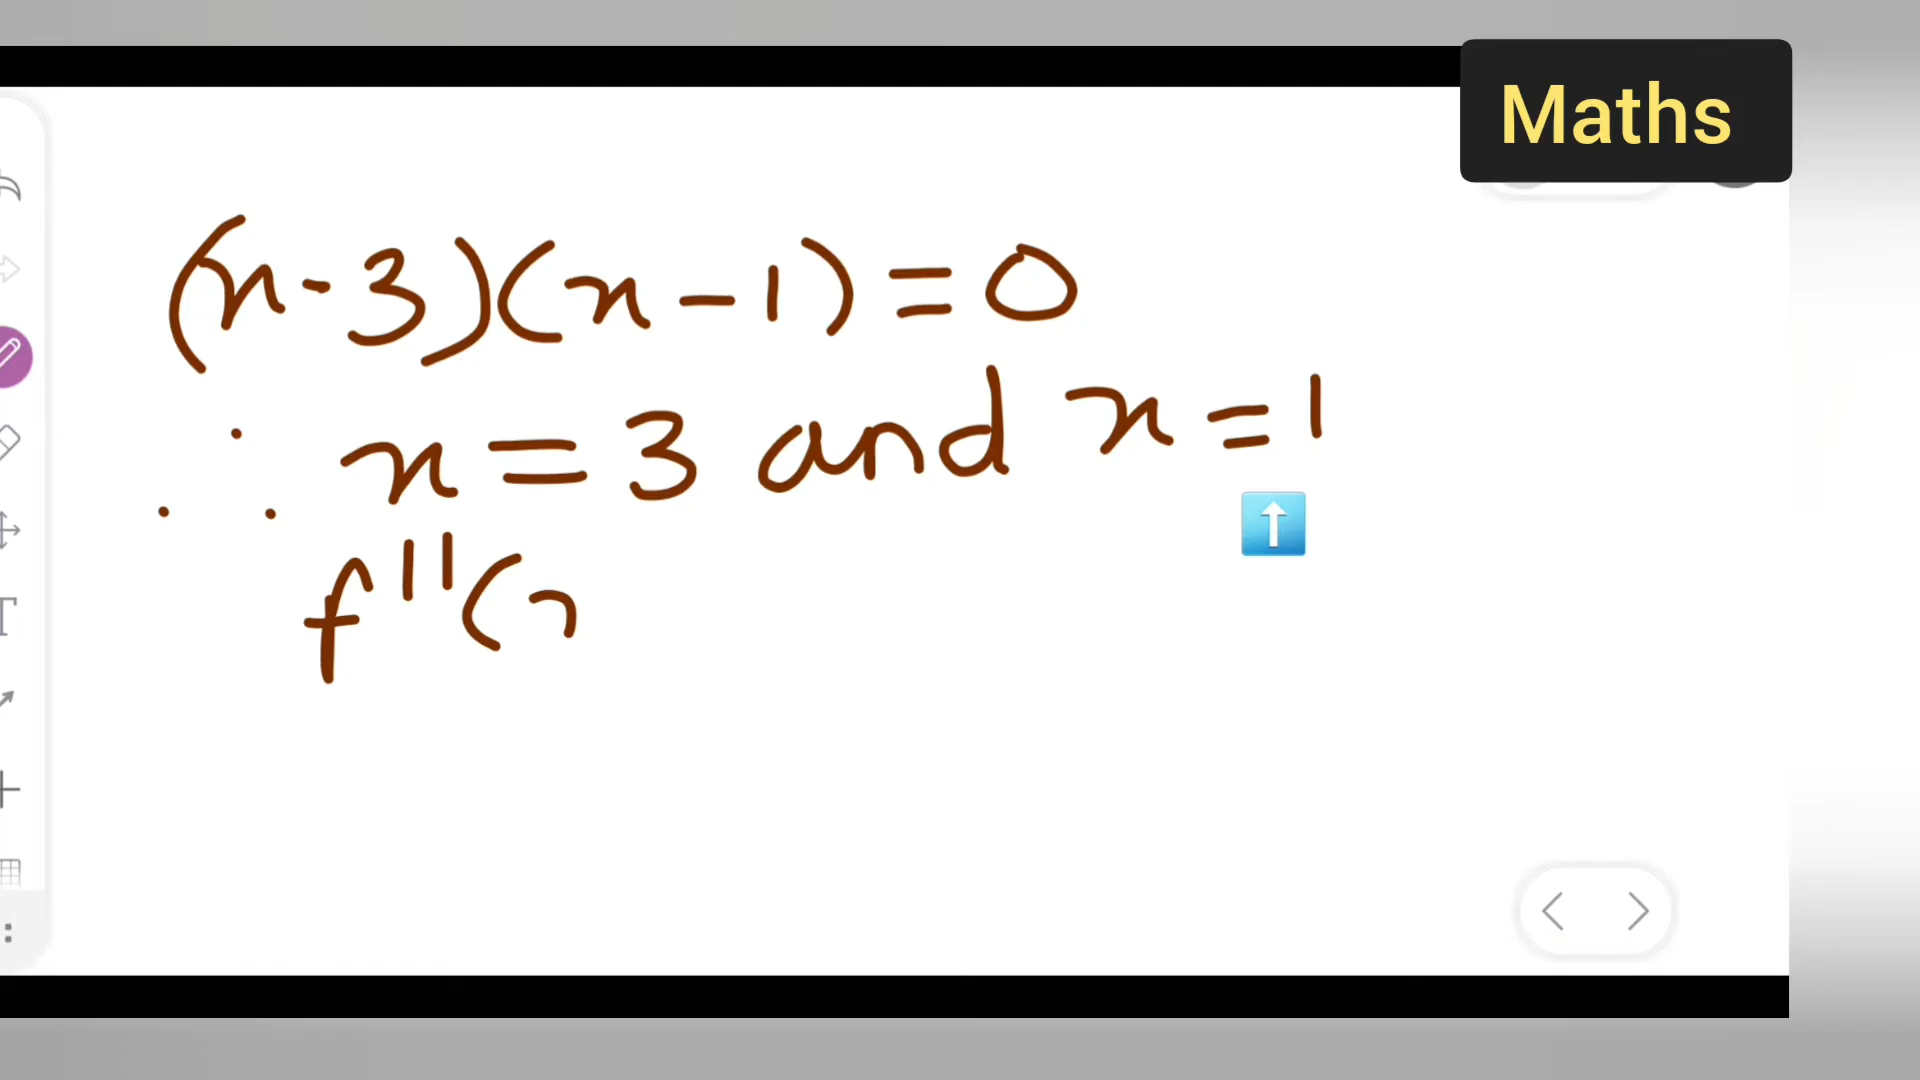 Maths
(x-3)(x-1)=0
∴ x=3 and x=1
f"(